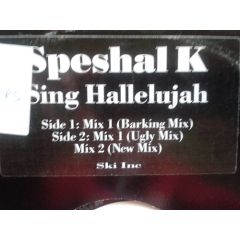 Speshal K
Sing Hallelujah
Side 1: Mix 1 (Barking Mix)
Side 2: Mix 1 (Ugly Mix)
Mix 2 (New Mix)
Ski Inc